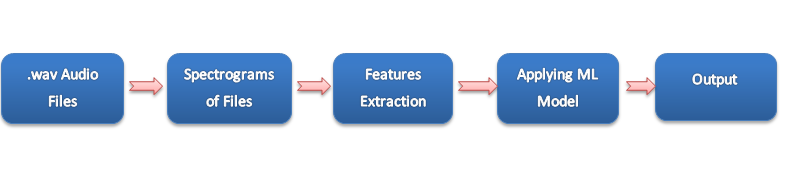 .wav Audio
Files
Spectrograms
of Files
Features
Extraction
Applying ML
Model
Output